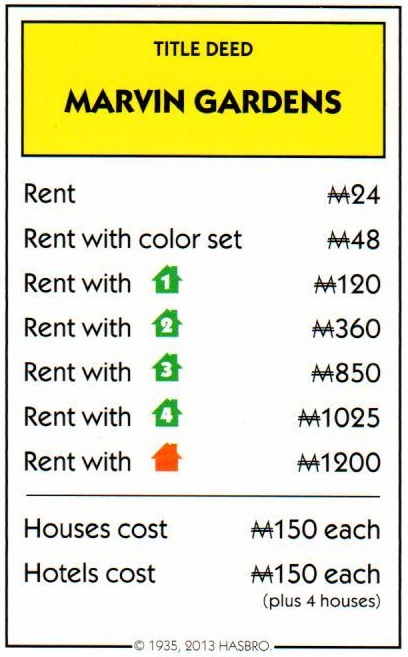 TITLE DEED
MARVIN GARDENS
Rent ₩24
Rent with color set ₩48
Rent with 1 ₩120
Rent with 2 ₩360
Rent with 3 ₩850
Rent with 4 ₩1025
Rent with ₩1200
Houses cost ₩150 each
Hotels cost ₩150 each
(plus 4 houses)
© 1935, 2013 HASBRO.